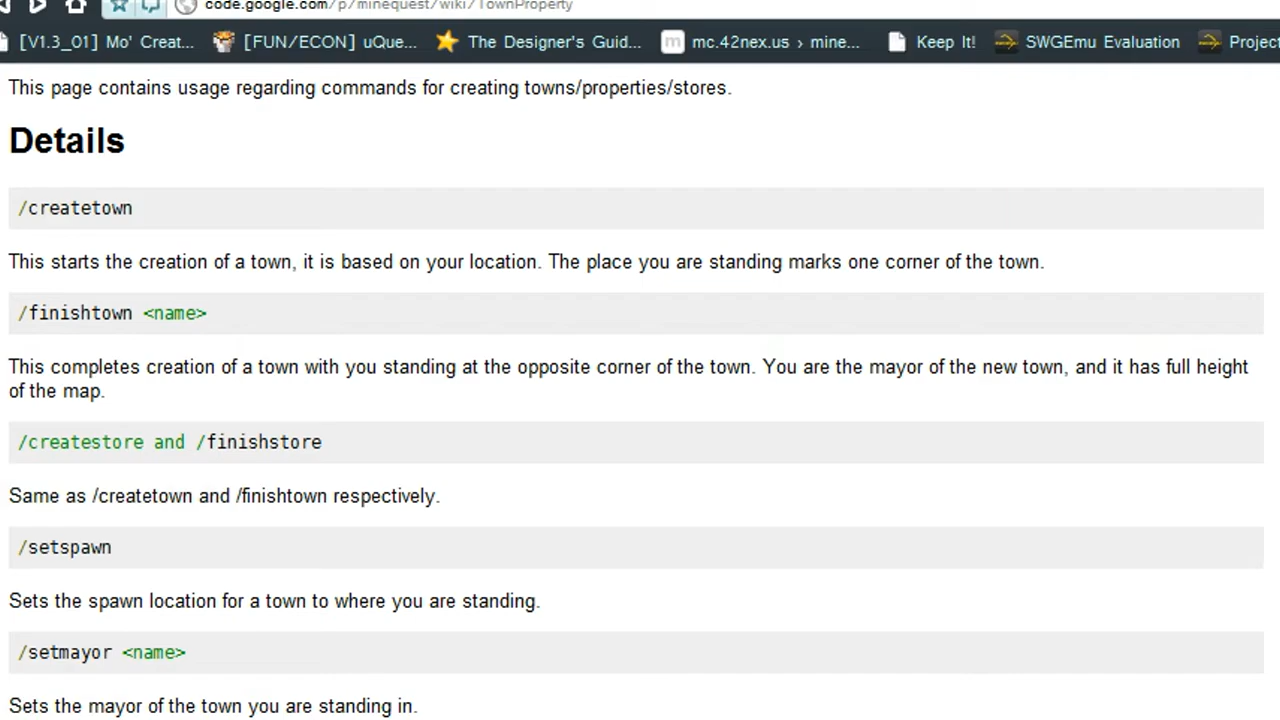 code.google.com/p/minequest/wiki/TownProperty
[V1.3_01] Mo' Creat... [FUN/ECON] uQue... The Designer's Guid... m mc.42nex.us › mine... Keep It! SWGEmu Evaluation Project
This page contains usage regarding commands for creating towns/properties/stores.
Details
/createtown
This starts the creation of a town, it is based on your location. The place you are standing marks one corner of the town.
/finishtown <name>
This completes creation of a town with you standing at the opposite corner of the town. You are the mayor of the new town, and it has full height
of the map.
/createstore and /finishstore
Same as /createtown and /finishtown respectively.
/setspawn
Sets the spawn location for a town to where you are standing.
/setmayor <name>
Sets the mayor of the town you are standing in.